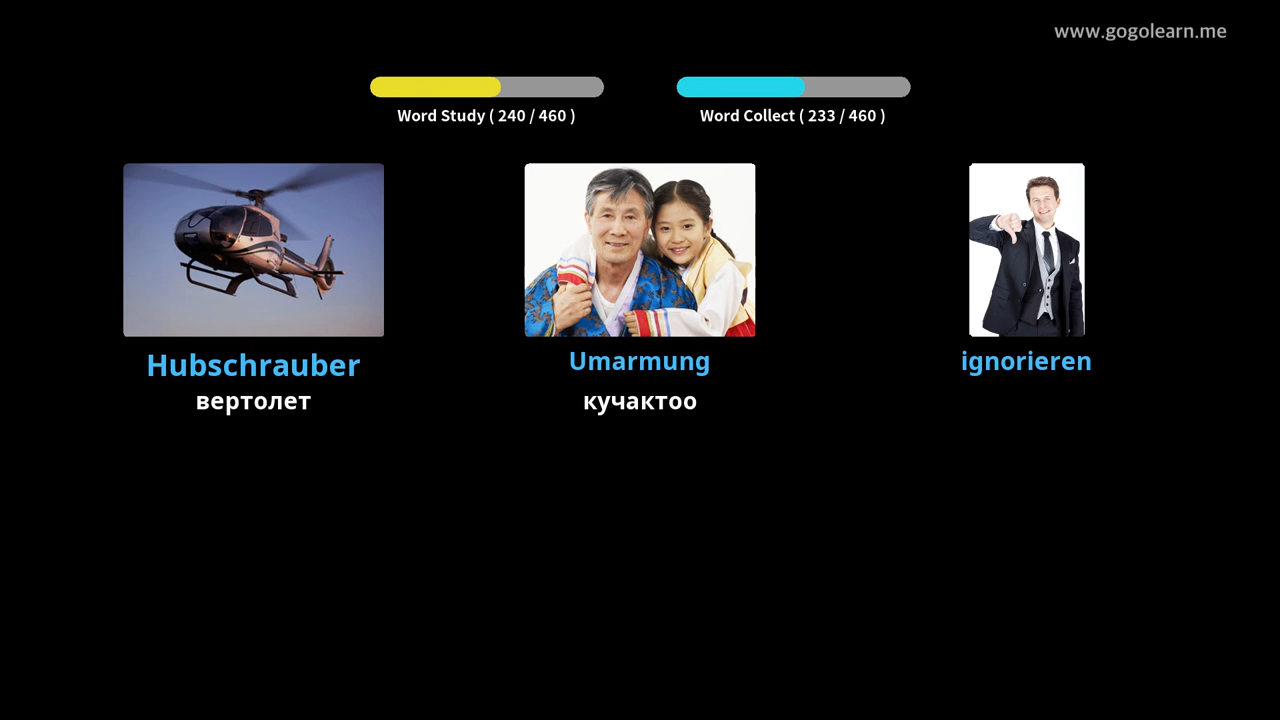 www.gogolearn.me
Word Study ( 240 / 460 )
Word Collect ( 233 / 460 )
Hubschrauber
вертолет
Umarmung
кучактоо
ignorieren